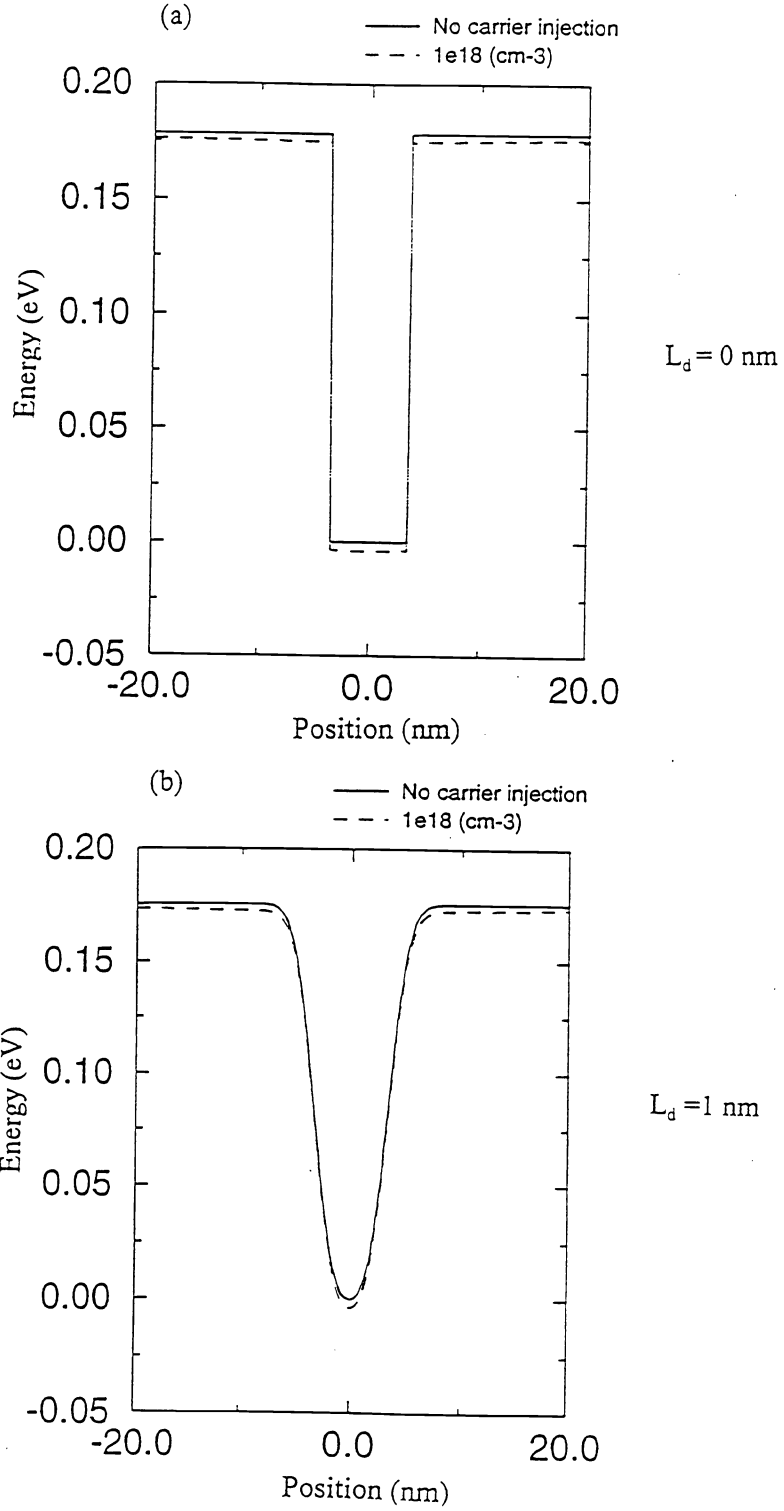 (a)
No carrier injection
1e18 (cm-3)
0.20
0.15
0.10
0.05
0.00
-0.05
Energy (eV)
-20.0 0.0 20.0
Position (nm)
L_d = 0 nm
(b)
No carrier injection
1e18 (cm-3)
0.20
0.15
0.10
0.05
0.00
-0.05
Energy (eV)
-20.0 0.0 20.0
Position (nm)
L_d =1 nm